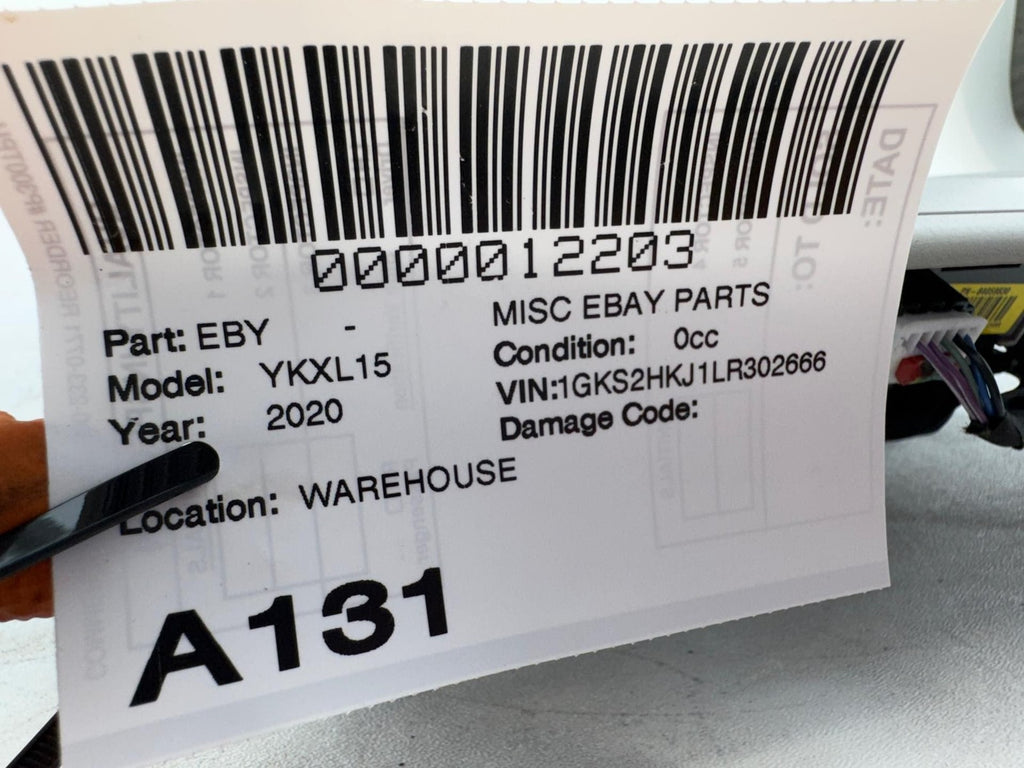 0000012203
Part: EBY - MISC EBAY PARTS
Model: YKXL15 Condition: 0cc
Year: 2020 VIN:1GKS2HKJ1LR302666
Damage Code:
Location: WAREHOUSE
A131
DATE: